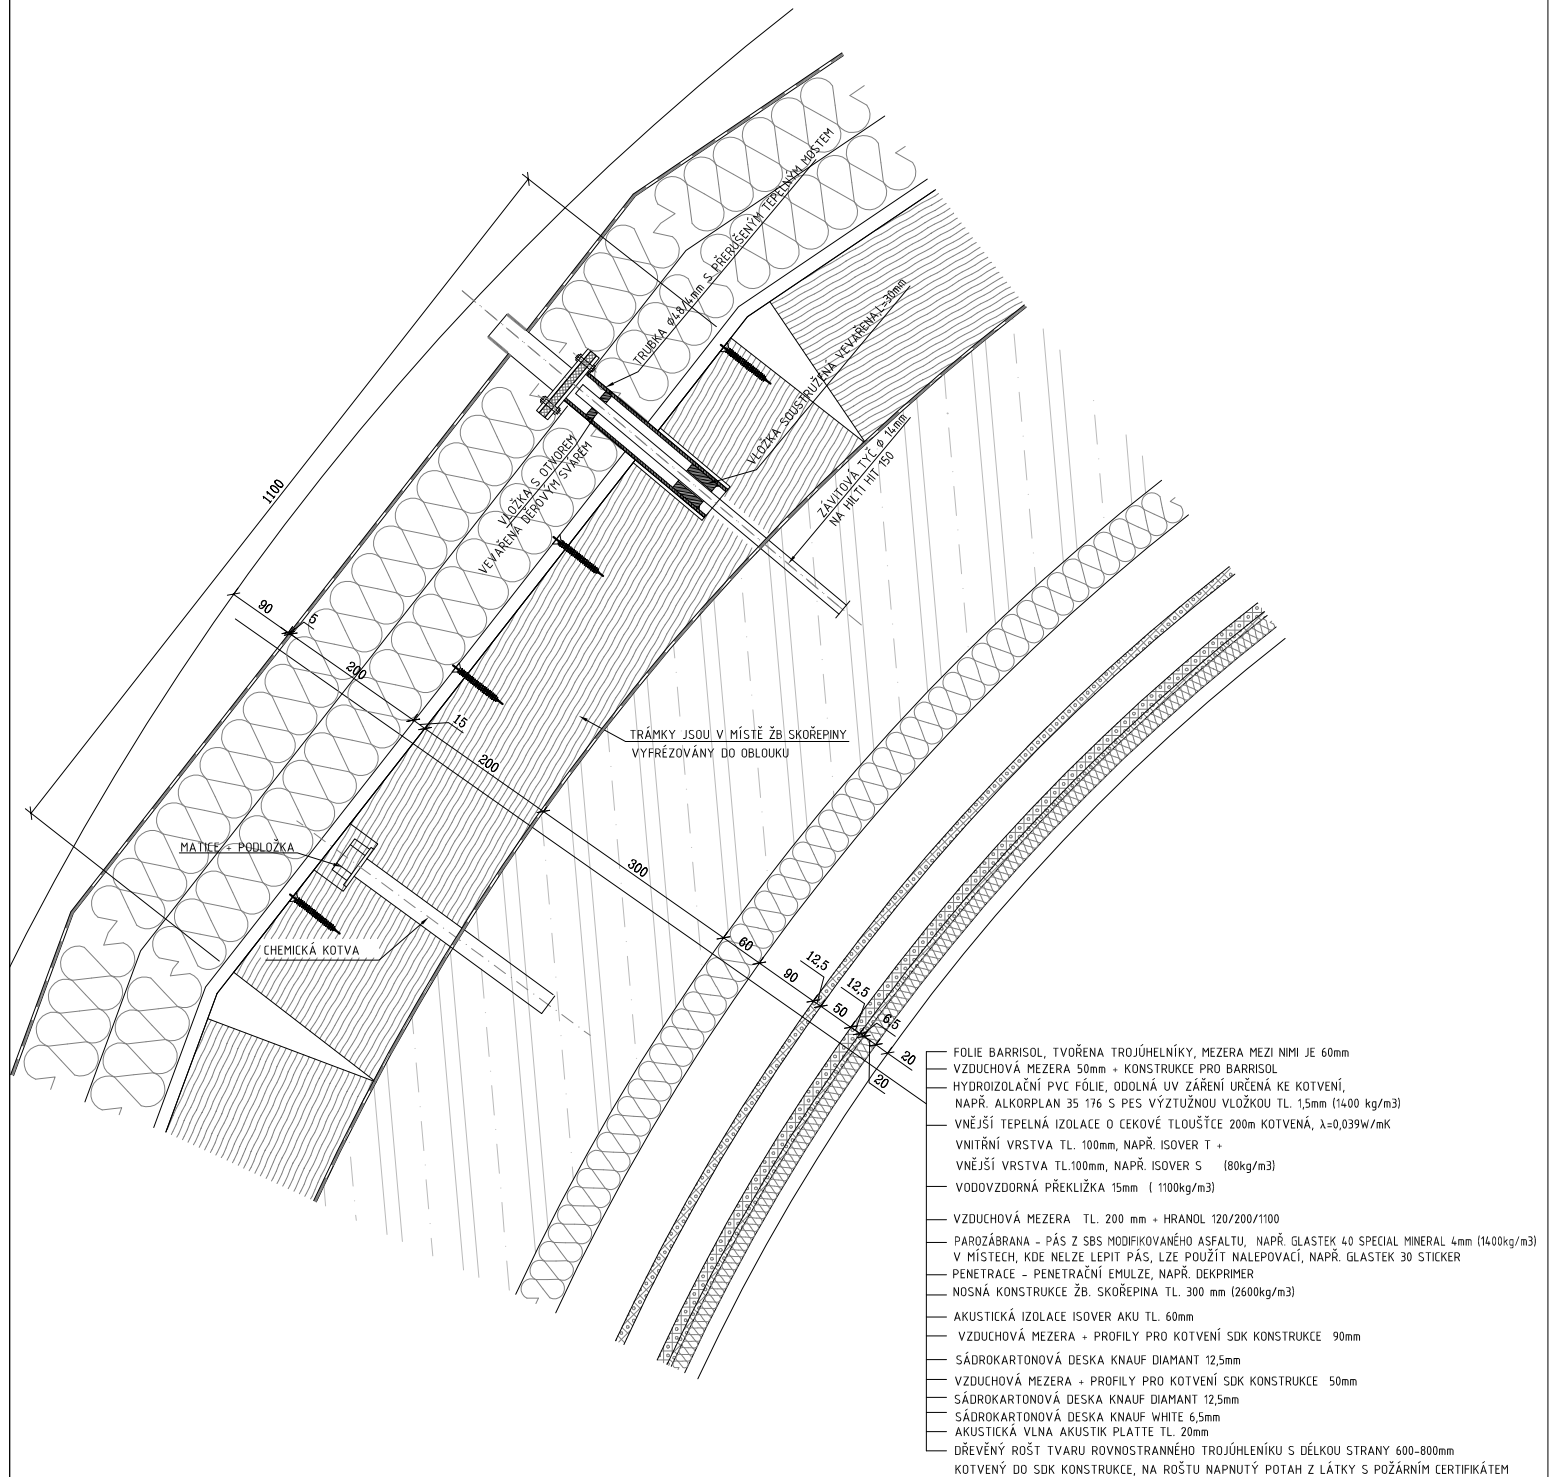 TRUBKA Ø48/4mm S PŘERUŠENÝM TEPELNÝM MOSTEM
VLOŽKA SOUSTRUŽENÁ VEVAŘENA,L=30mm
ZÁVITOVÁ TYČ Ø 14mm
NA HILTI HIT 150
VLOŽKA S OTVOREM
VEVAŘENA DĚROVÝM SVAREM
1100
90
5
200
15
200
TRÁMKY JSOU V MÍSTĚ ŽB SKOŘEPINY
VYFRÉZOVÁNY DO OBLOUKU
MATICE + PODLOŽKA
CHEMICKÁ KOTVA
300
60
90
12,5
50
12,5
6,5
20
20
FOLIE BARRISOL, TVOŘENA TROJÚHELNÍKY, MEZERA MEZI NIMI JE 60mm
VZDUCHOVÁ MEZERA 50mm + KONSTRUKCE PRO BARRISOL
HYDROIZOLAČNÍ PVC FÓLIE, ODOLNÁ UV ZÁŘENÍ URČENÁ KE KOTVENÍ,
NAPŘ. ALKORPLAN 35 176 S PES VÝZTUŽNOU VLOŽKOU TL. 1,5mm (1400 kg/m3)
VNĚJŠÍ TEPELNÁ IZOLACE O CEKOVÉ TLOUŠŤCE 200m KOTVENÁ, λ=0,039W/mK
VNITŘNÍ VRSTVA TL. 100mm, NAPŘ. ISOVER T +
VNĚJŠÍ VRSTVA TL.100mm, NAPŘ. ISOVER S (80kg/m3)
VODOVZDORNÁ PŘEKLIŽKA 15mm ( 1100kg/m3)
VZDUCHOVÁ MEZERA TL. 200 mm + HRANOL 120/200/1100
PAROZÁBRANA - PÁS Z SBS MODIFIKOVANÉHO ASFALTU, NAPŘ. GLASTEK 40 SPECIAL MINERAL 4mm (1400kg/m3)
V MÍSTECH, KDE NELZE LEPIT PÁS, LZE POUŽÍT NALEPOVACÍ, NAPŘ. GLASTEK 30 STICKER
PENETRACE - PENETRAČNÍ EMULZE, NAPŘ. DEKPRIMER
NOSNÁ KONSTRUKCE ŽB. SKOŘEPINA TL. 300 mm (2600kg/m3)
AKUSTICKÁ IZOLACE ISOVER AKU TL. 60mm
VZDUCHOVÁ MEZERA + PROFILY PRO KOTVENÍ SDK KONSTRUKCE 90mm
SÁDROKARTONOVÁ DESKA KNAUF DIAMANT 12,5mm
VZDUCHOVÁ MEZERA + PROFILY PRO KOTVENÍ SDK KONSTRUKCE 50mm
SÁDROKARTONOVÁ DESKA KNAUF DIAMANT 12,5mm
SÁDROKARTONOVÁ DESKA KNAUF WHITE 6,5mm
AKUSTICKÁ VLNA AKUSTIK PLATTE TL. 20mm
DŘEVĚNÝ ROŠT TVARU ROVNOSTRANNÉHO TROJÚHLENÍKU S DÉLKOU STRANY 600-800mm
KOTVENÝ DO SDK KONSTRUKCE, NA ROŠTU NAPNUTÝ POTAH Z LÁTKY S POŽÁRNÍM CERTIFIKÁTEM